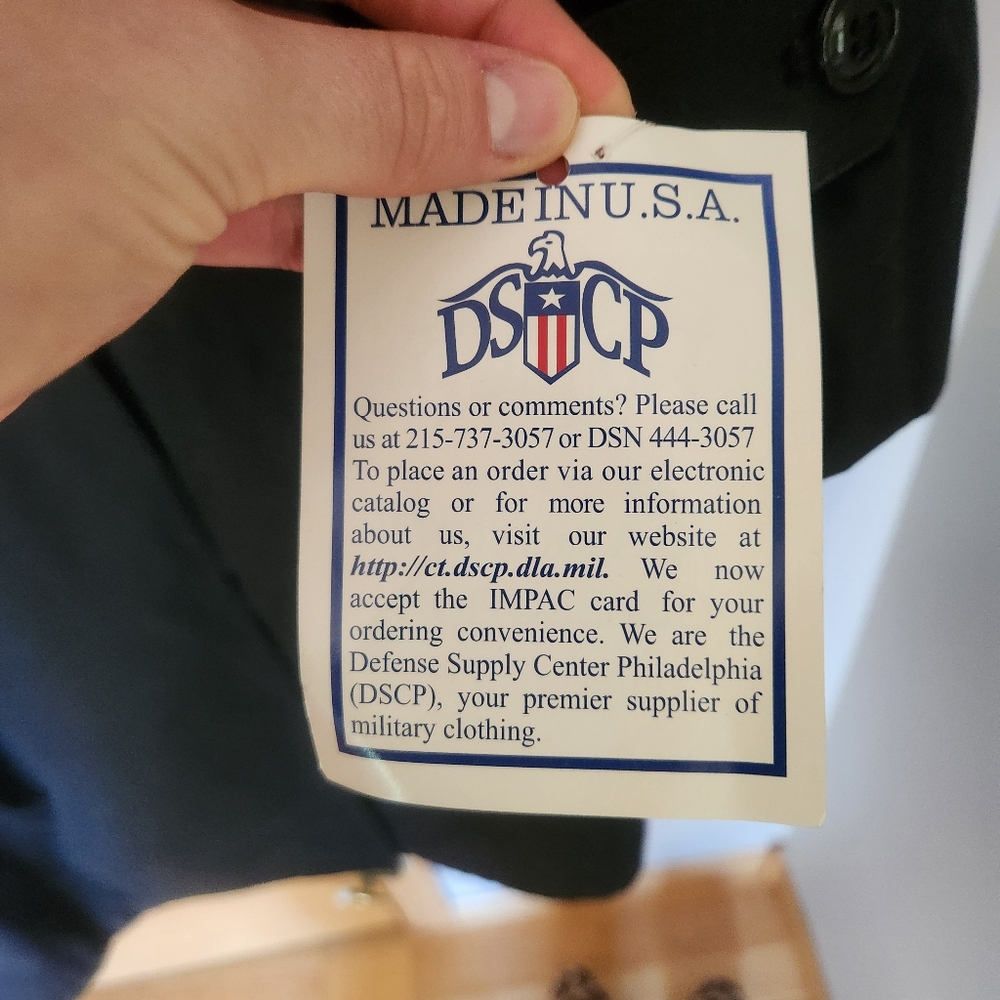 MADE IN U.S.A.
DSCP
Questions or comments? Please call
us at 215-737-3057 or DSN 444-3057
To place an order via our electronic
catalog or for more information
about us, visit our website at
http://ct.dscp.dla.mil. We now
accept the IMPAC card for your
ordering convenience. We are the
Defense Supply Center Philadelphia
(DSCP), your premier supplier of
military clothing.